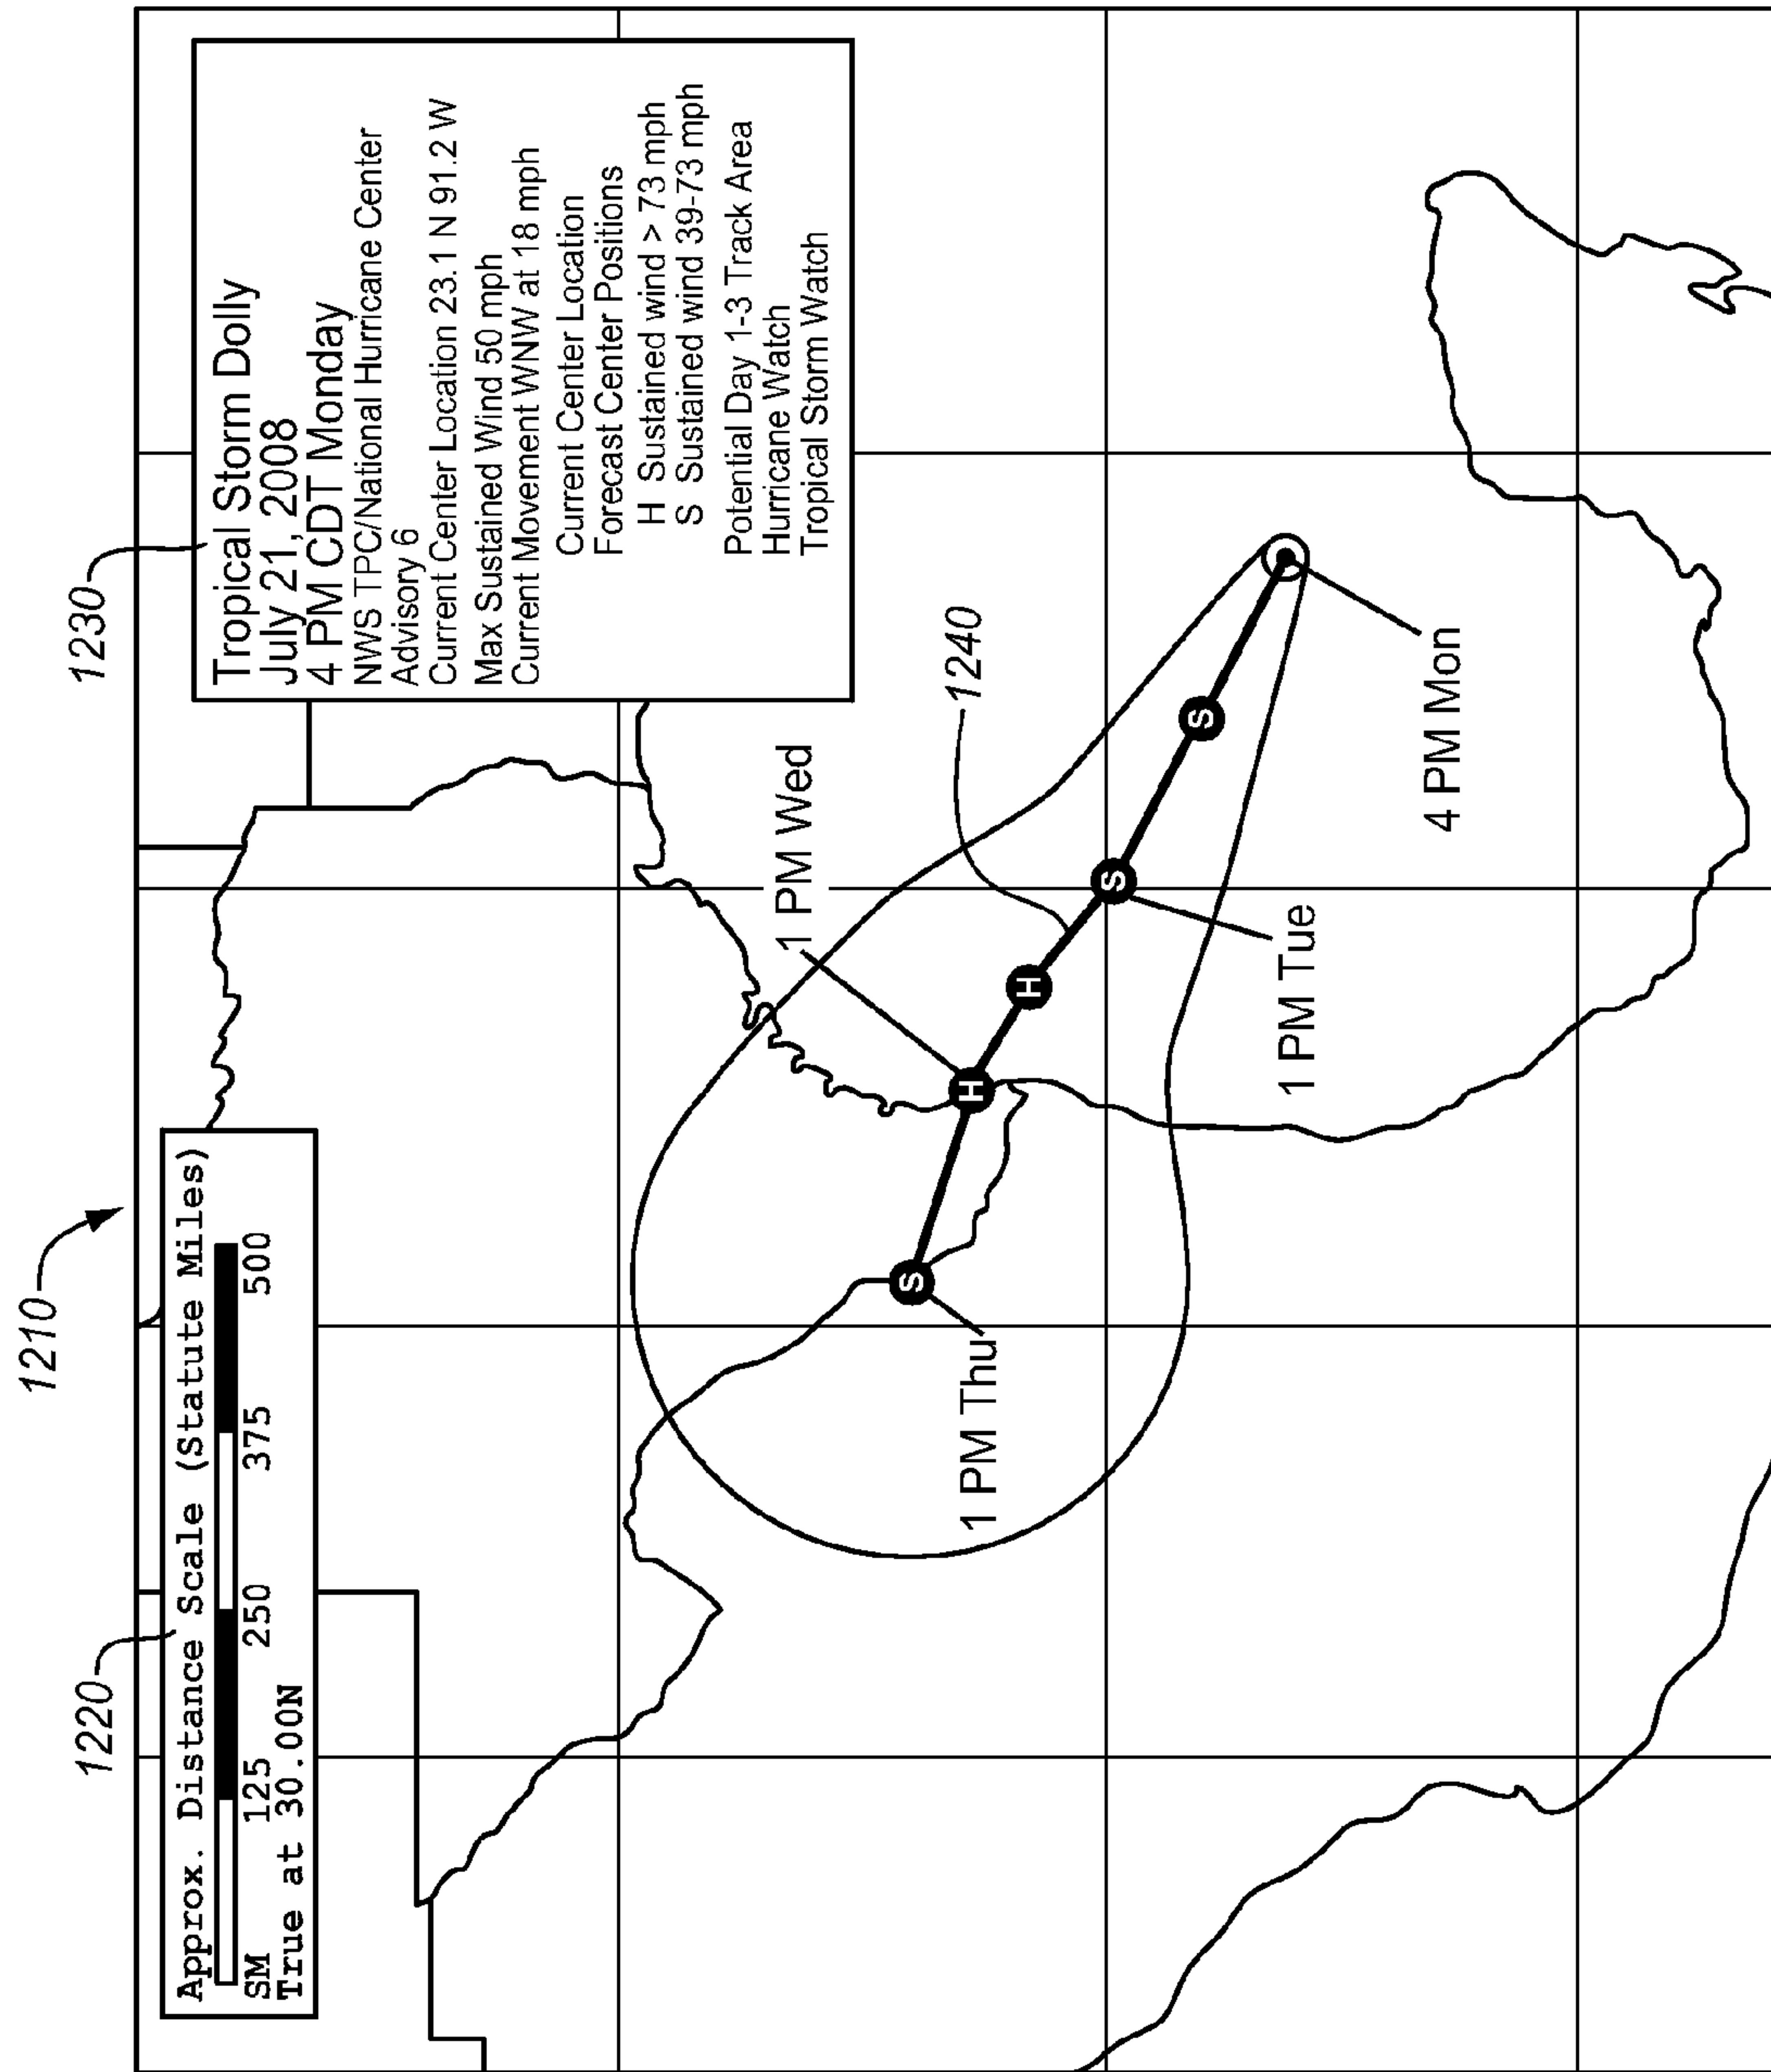 1210
1220
Approx. Distance Scale (Statute Miles)
SM 125 250 375 500
True at 30.00N
1230
Tropical Storm Dolly
July 21, 2008
4 PM CDT Monday
NWS TPC/National Hurricane Center
Advisory 6
Current Center Location 23.1 N 91.2 W
Max Sustained Wind 50 mph
Current Movement WNW at 18 mph
Current Center Location
Forecast Center Positions
H Sustained wind > 73 mph
S Sustained wind 39-73 mph
Potential Day 1-3 Track Area
Hurricane Watch
Tropical Storm Watch
1 PM Wed
1240
S
H
H
S
S
1 PM Thu
1 PM Tue
4 PM Mon